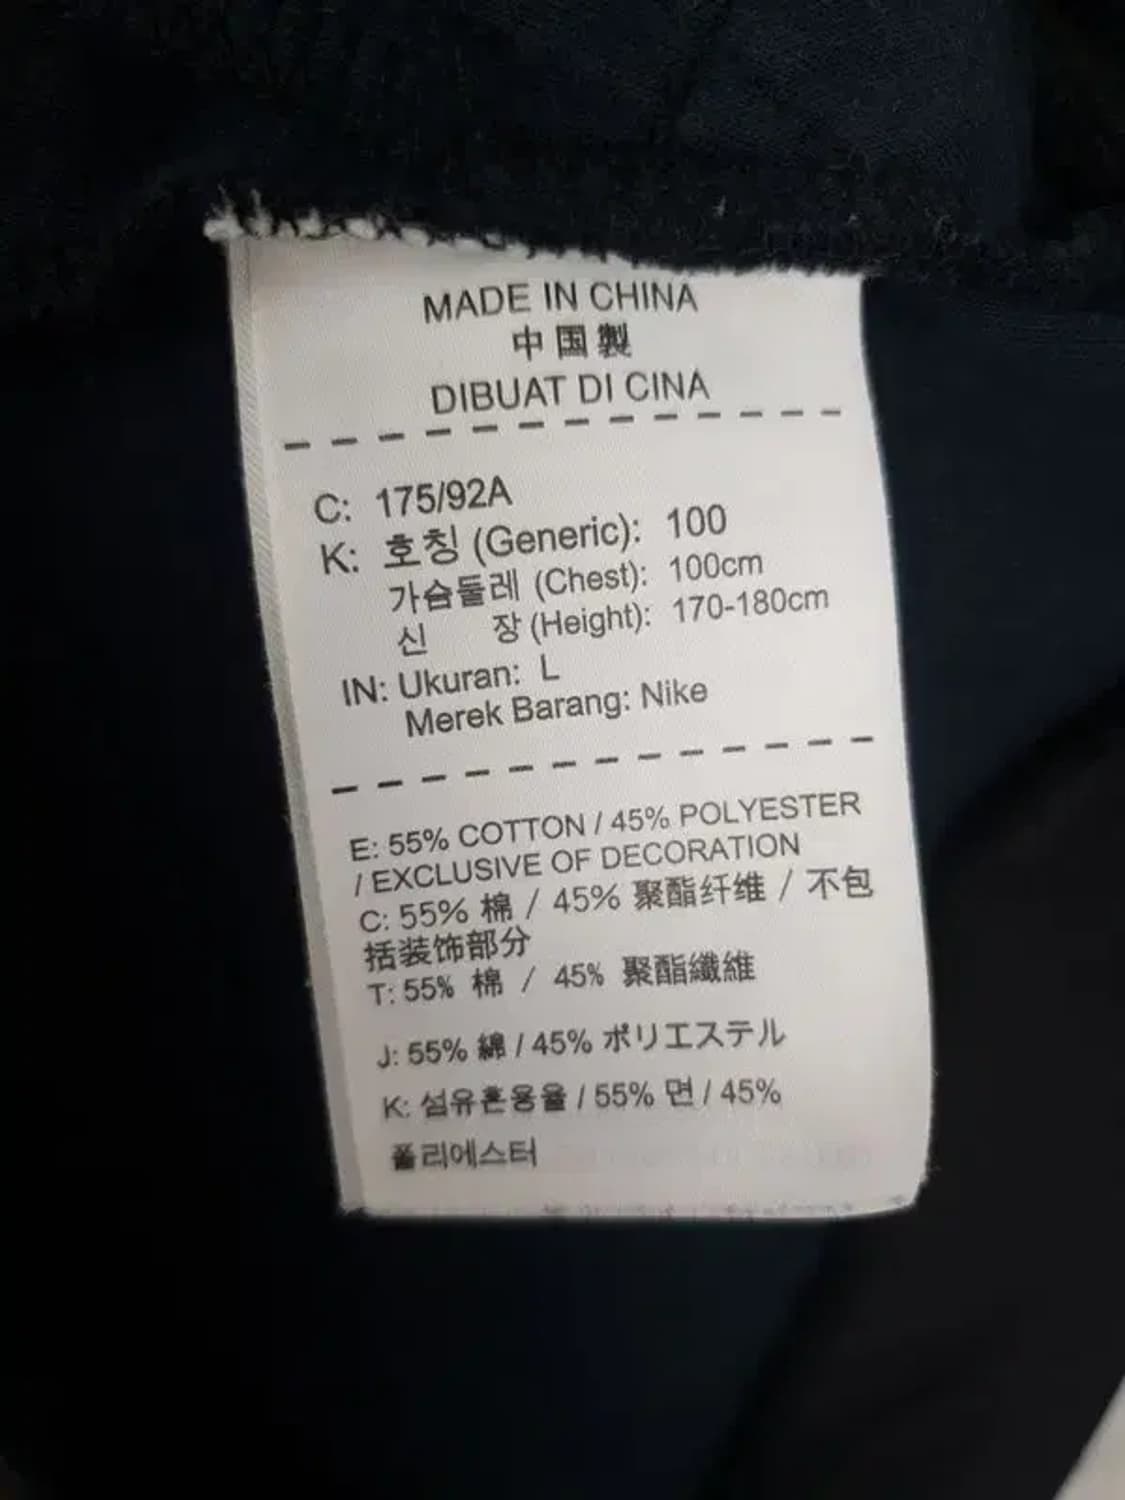 MADE IN CHINA
中国製
DIBUAT DI CINA
C: 175/92A
K: 호칭 (Generic): 100
가슴둘레 (Chest): 100cm
신 장 (Height): 170-180cm
IN: Ukuran: L
Merek Barang: Nike
E: 55% COTTON / 45% POLYESTER
/ EXCLUSIVE OF DECORATION
C: 55% 棉 / 45% 聚酯纤维 / 不包
括装饰部分
T: 55% 棉 / 45% 聚酯纖維
J: 55% 綿 / 45% ポリエステル
K: 섬유혼용율 / 55% 면 / 45%
폴리에스터